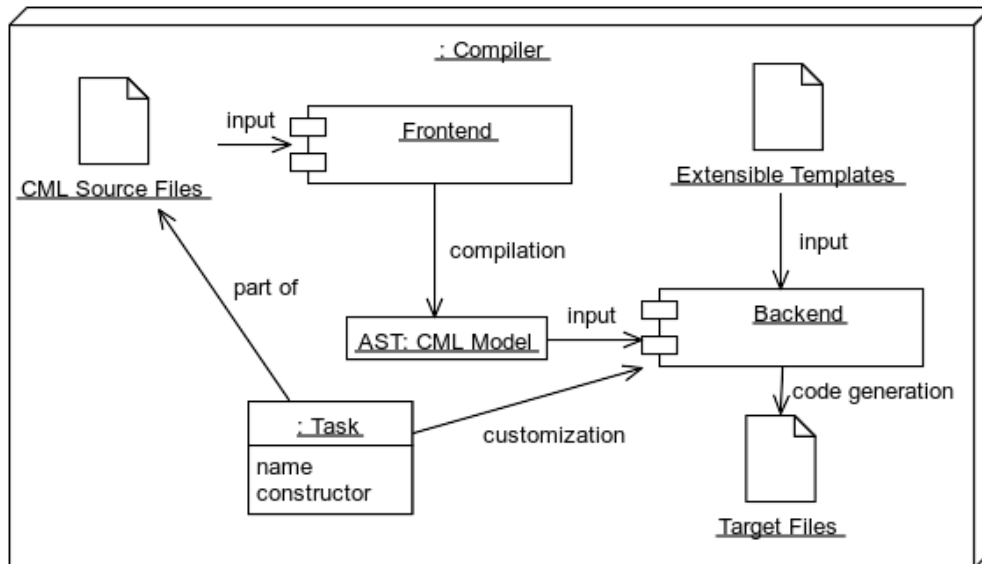 : Compiler
input
Frontend
CML Source Files
Extensible Templates
compilation
input
part of
input
Backend
AST: CML Model
code generation
: Task
customization
name
constructor
Target Files